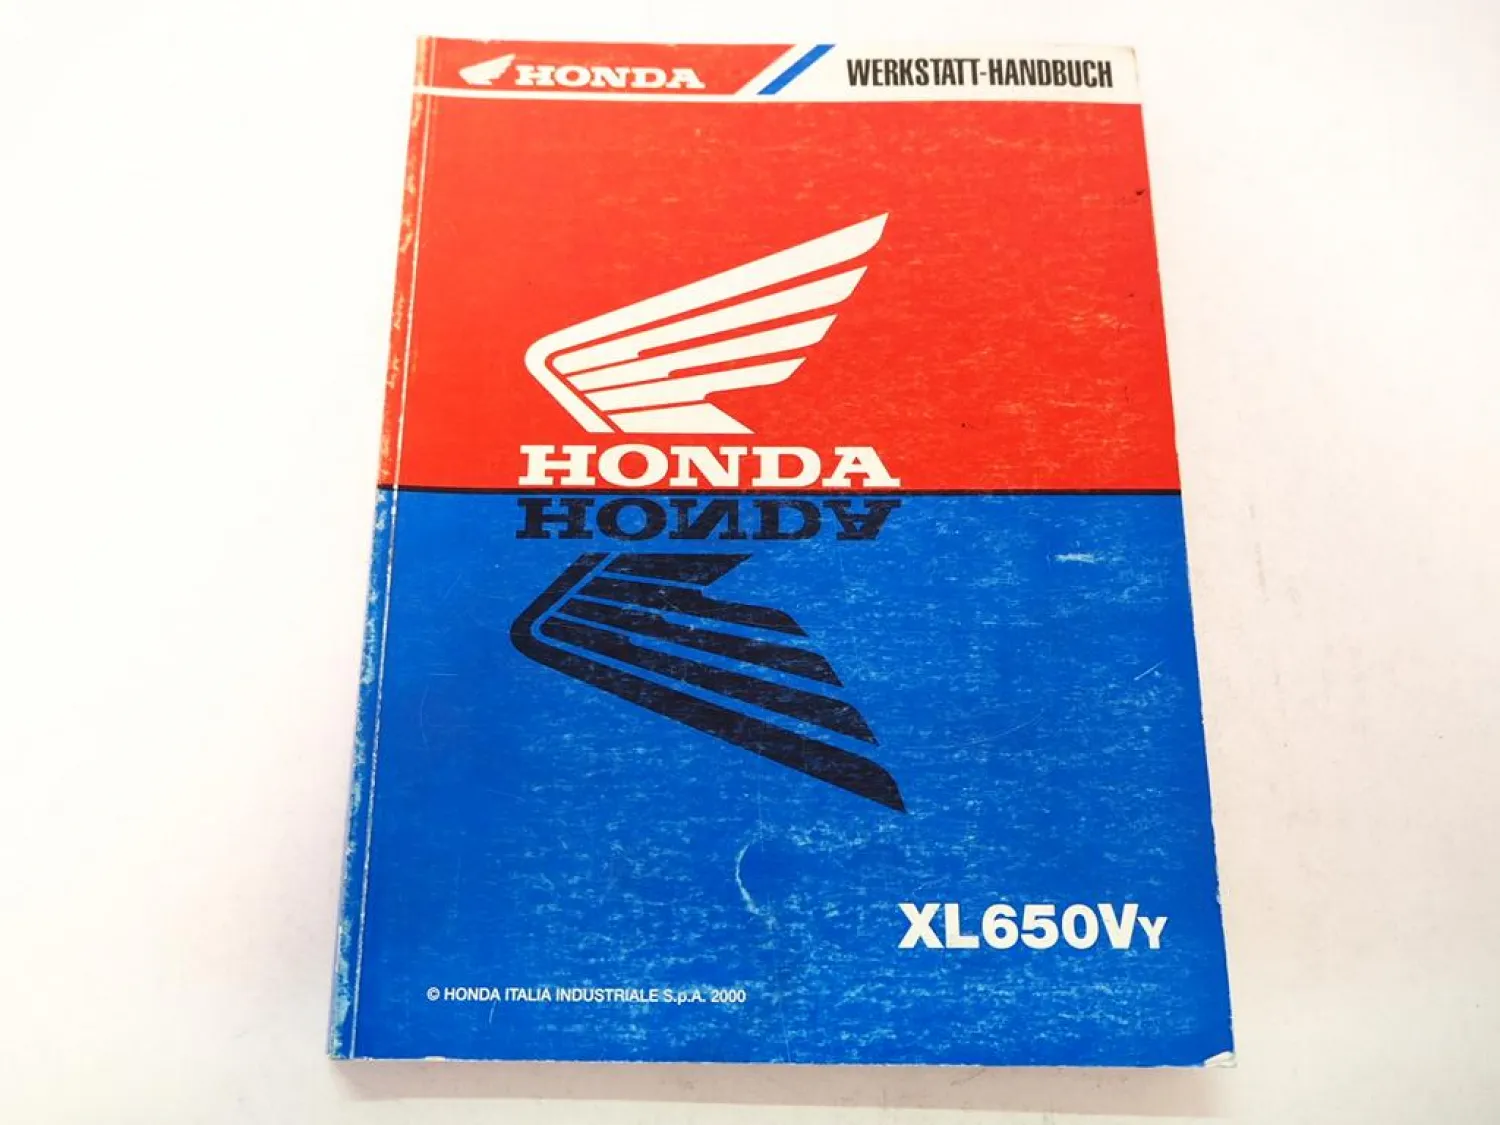 HONDA WERKSTATT-HANDBUCH
HONDA
HONDA
XL650VY
© HONDA ITALIA INDUSTRIALE S.p.A. 2000